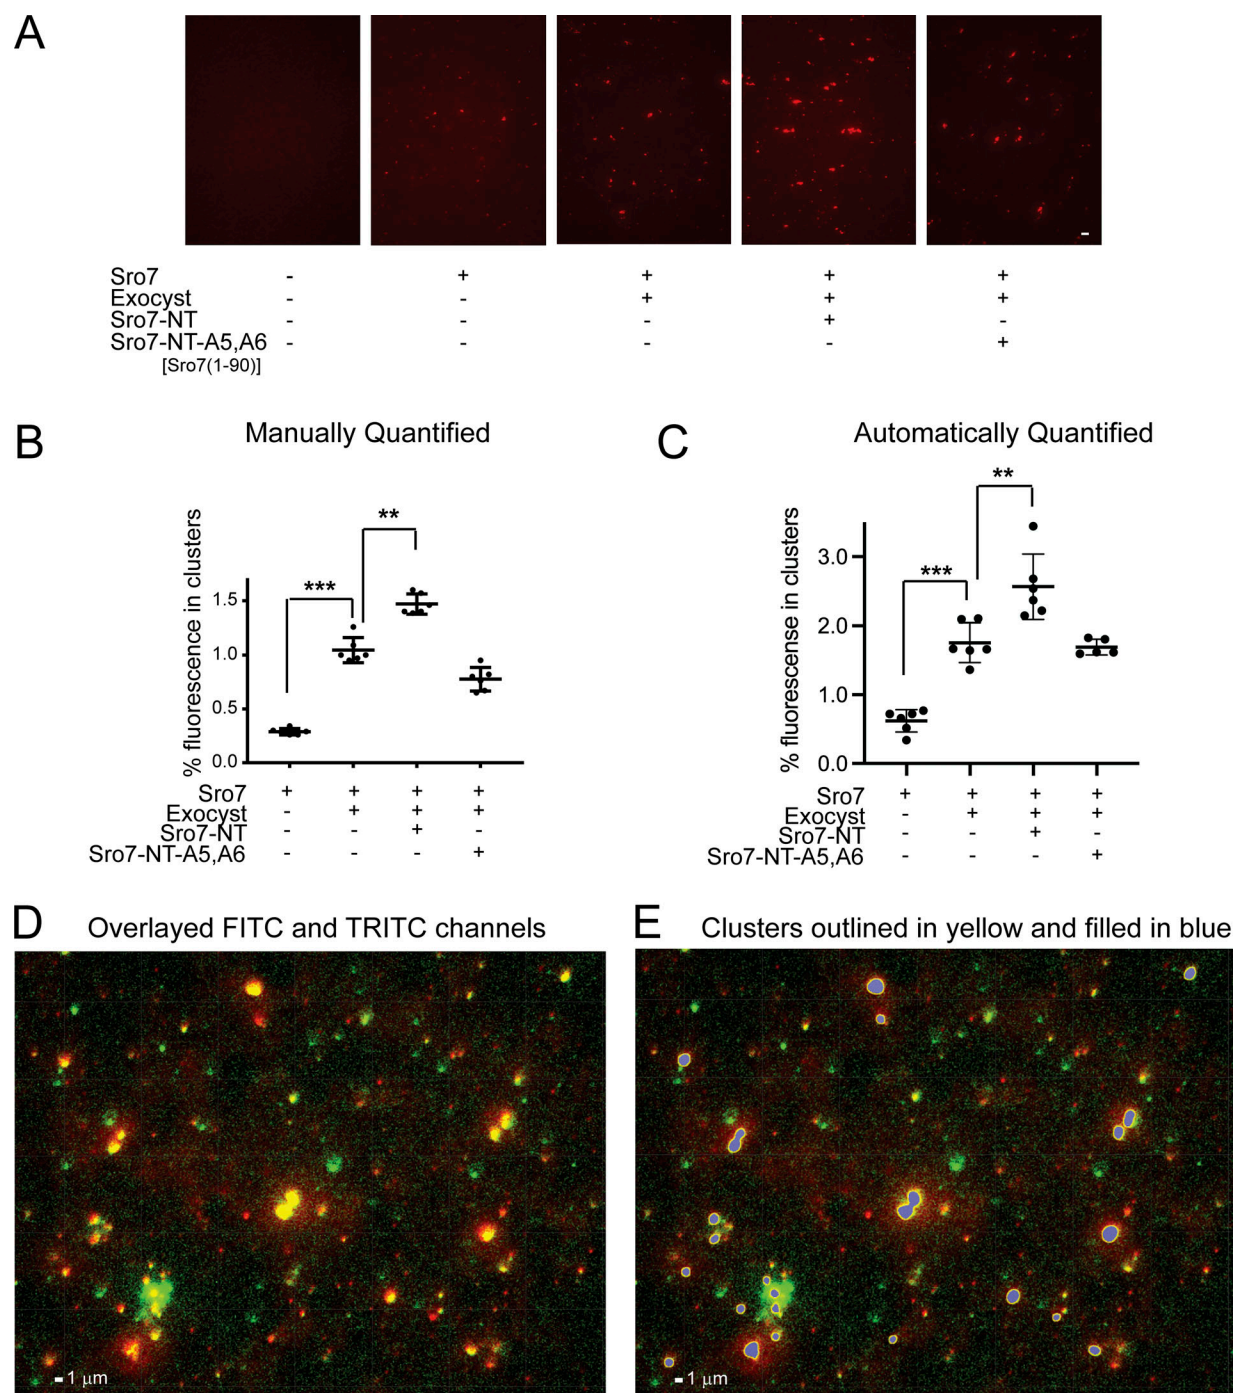 A
Sro7 - + + + +
Exocyst - - + + +
Sro7-NT - - - + -
Sro7-NT-A5,A6 - - - - +
[Sro7(1-90)]
B
Manually Quantified
% fluorescence in clusters
**
***
1.5
1.0
0.5
0.0
Sro7 + + + +
Exocyst - + + +
Sro7-NT - - + -
Sro7-NT-A5,A6 - - - +
C
Automatically Quantified
% fluorescense in clusters
**
***
3.0
2.0
1.0
0.0
Sro7 + + + +
Exocyst - + + +
Sro7-NT - - + -
Sro7-NT-A5,A6 - - - +
D
Overlayed FITC and TRITC channels
1 μm
E
Clusters outlined in yellow and filled in blue
1 μm